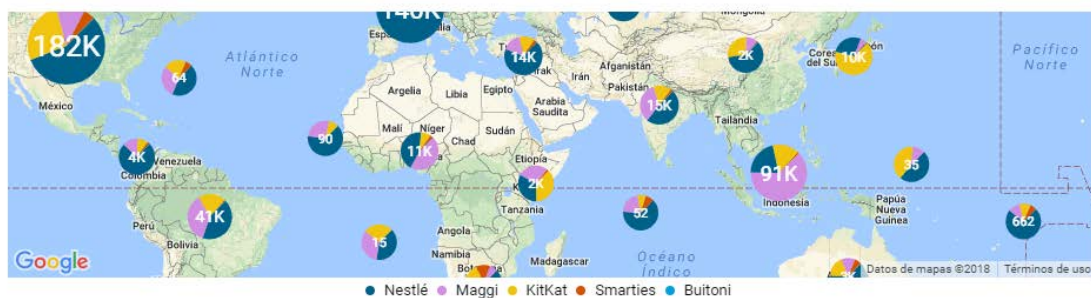 140K
182K
Atlántico
Norte
64
México
4K
Venezuela
Colombia
41K
Perú
Bolivia
Argelia
Libia
Egipto
Malí
Níger
Chad
Sudán
90
11K
Etiopía
2K
Tanzania
Angola
Namibia
Madagascar
15
14K
Irak
Irán
Afganistán
Pakistán
Arabia
Saudita
15K
Mongolia
2K
Corea
del Sur
10K
Tailandia
91K
Indonesia
35
Papúa
Nueva
Guinea
52
Océano
Índico
662
Pacífico
Norte
Google
Datos de mapas ©2018
Términos de uso
Nestlé Maggi KitKat Smarties Buitoni